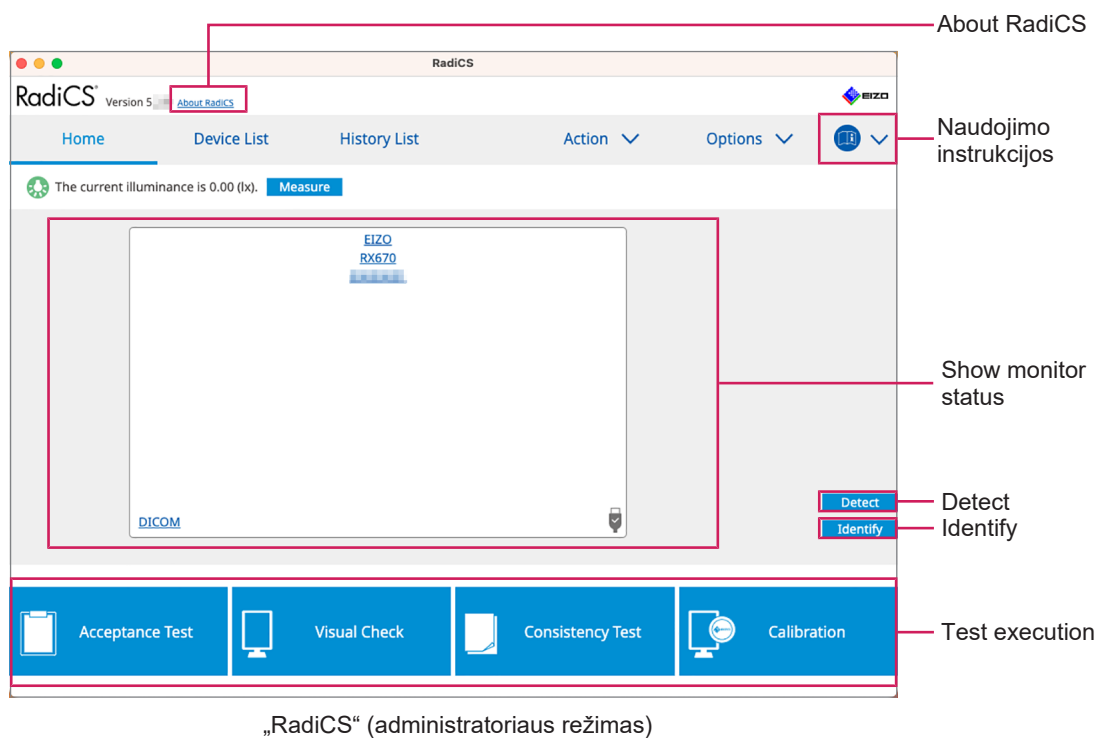 About RadiCS
RadiCS
RadiCS® Version 5. About RadiCS
EIZO
Home Device List History List Action Options
Naudojimo
instrukcijos
The current illuminance is 0.00 (lx). Measure
EIZO
RX670
Show monitor
status
DICOM
Detect
Detect
Identify
Identify
Acceptance Test Visual Check Consistency Test Calibration
Test execution
„RadiCS“ (administratoriaus režimas)